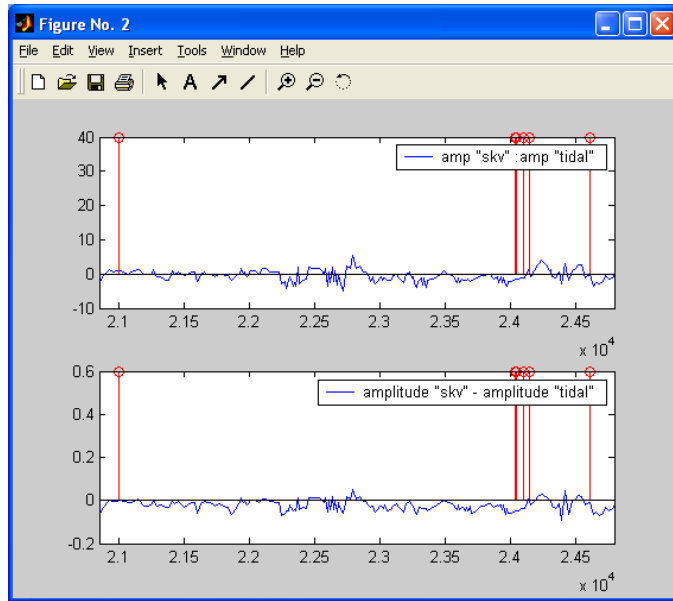 Figure No. 2
File Edit View Insert Tools Window Help
A
40
30
20
10
0
-10
amp "skv" :amp "tidal"
2.1 2.15 2.2 2.25 2.3 2.35 2.4 2.45
x 10^4
0.6
0.4
0.2
0
-0.2
amplitude "skv" - amplitude "tidal"
2.1 2.15 2.2 2.25 2.3 2.35 2.4 2.45
x 10^4